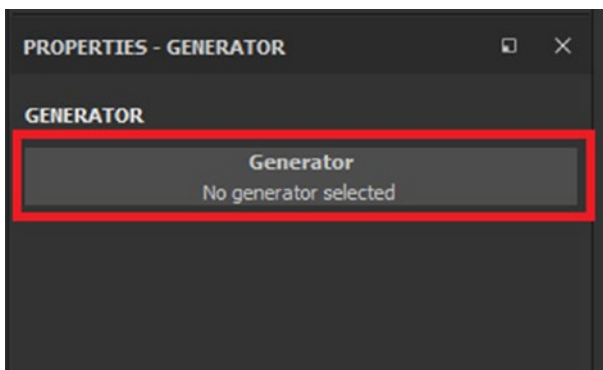 PROPERTIES - GENERATOR
GENERATOR
Generator
No generator selected